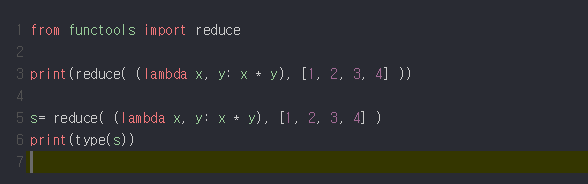 1 from functools import reduce
2
3 print(reduce( (lambda x, y: x * y), [1, 2, 3, 4] ))
4
5 s= reduce( (lambda x, y: x * y), [1, 2, 3, 4] )
6 print(type(s))
7